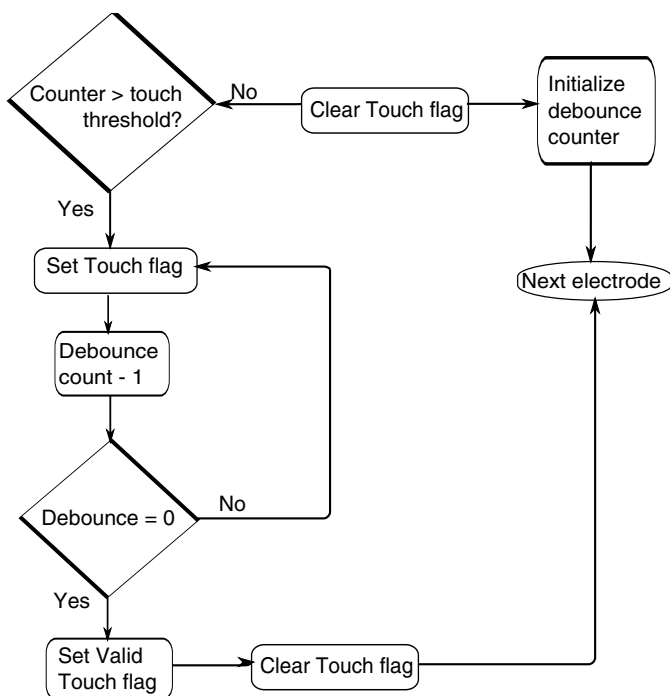 Counter > touch
threshold?
No
Clear Touch flag
Initialize
debounce
counter
Yes
Set Touch flag
Next electrode
Debounce
count - 1
Debounce = 0
No
Yes
Set Valid
Touch flag
Clear Touch flag